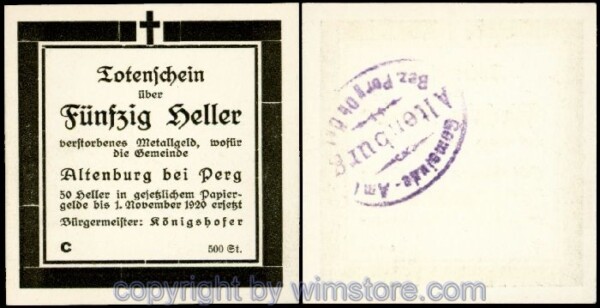 Totenschein
über
Fünfzig Heller
verstorbenes Metallgeld, wofür
die Gemeinde
Altenburg bei Perg
50 Heller in gesetzlichem Papier-
gelde bis 1. November 1920 ersetzt
Bürgermeister: Königshofer
C 500 St.
Gemeinde-Amt
Altenburg
Bez. Perg
copyright by wimstore.com